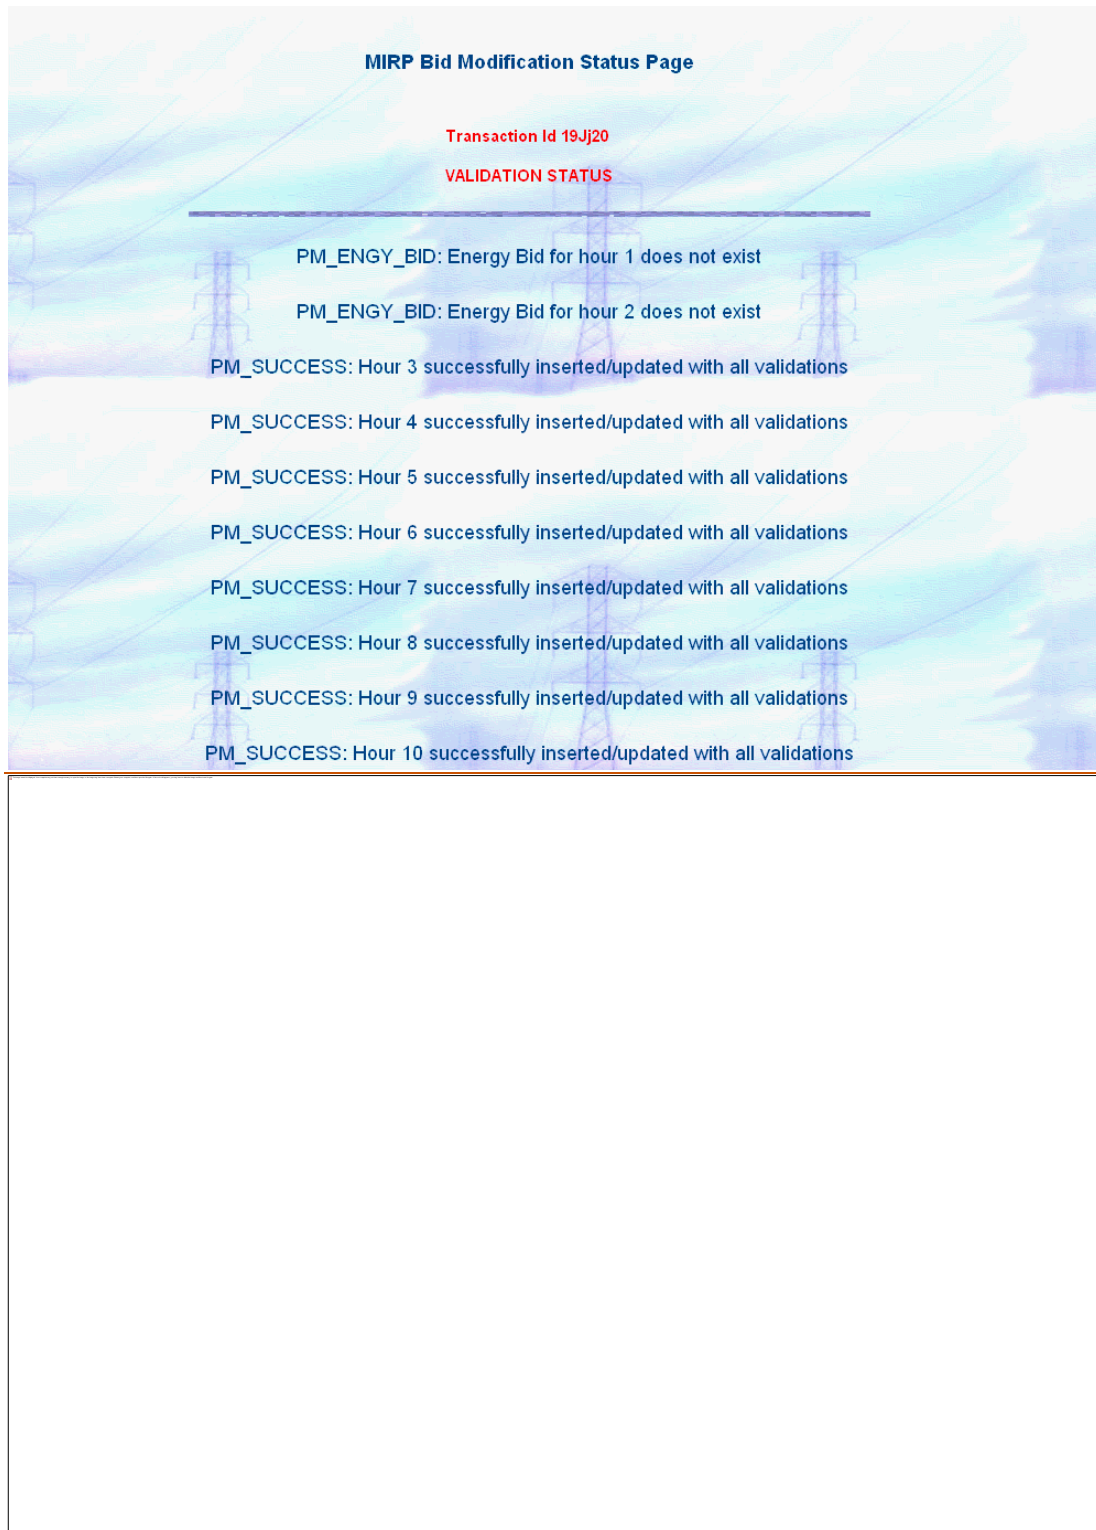 MIRP Bid Modification Status Page
Transaction Id 19Jj20
VALIDATION STATUS
PM_ENGY_BID: Energy Bid for hour 1 does not exist
PM_ENGY_BID: Energy Bid for hour 2 does not exist
PM_SUCCESS: Hour 3 successfully inserted/updated with all validations
PM_SUCCESS: Hour 4 successfully inserted/updated with all validations
PM_SUCCESS: Hour 5 successfully inserted/updated with all validations
PM_SUCCESS: Hour 6 successfully inserted/updated with all validations
PM_SUCCESS: Hour 7 successfully inserted/updated with all validations
PM_SUCCESS: Hour 8 successfully inserted/updated with all validations
PM_SUCCESS: Hour 9 successfully inserted/updated with all validations
PM_SUCCESS: Hour 10 successfully inserted/updated with all validations